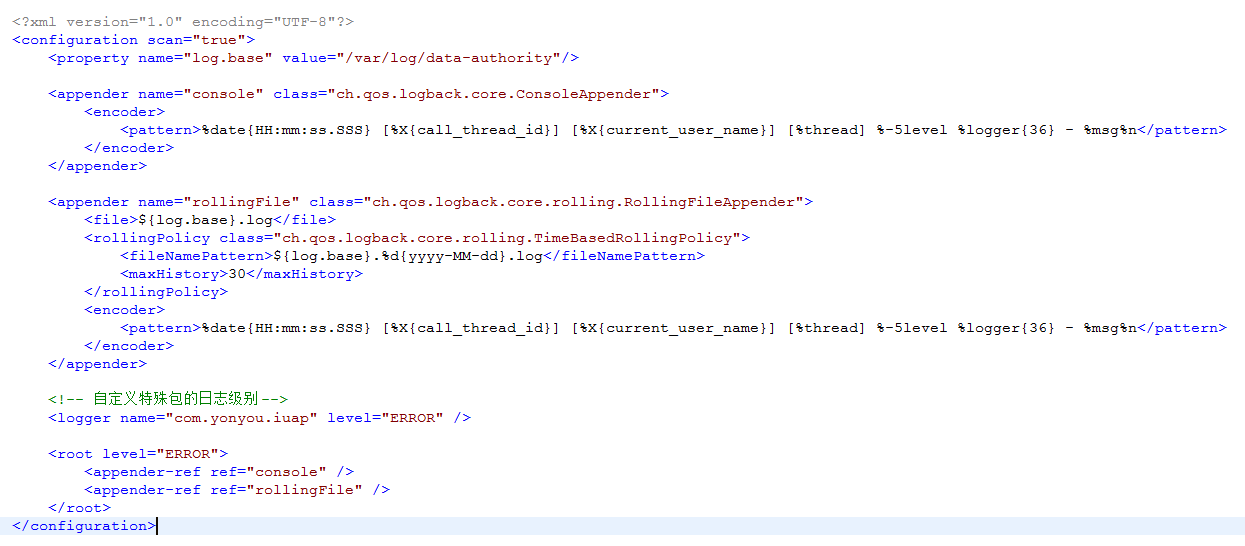 <?xml version="1.0" encoding="UTF-8"?>
<configuration scan="true">
    <property name="log.base" value="/var/log/data-authority"/>

    <appender name="console" class="ch.qos.logback.core.ConsoleAppender">
        <encoder>
            <pattern>%date{HH:mm:ss.SSS} [%X{call_thread_id}] [%X{current_user_name}] [%thread] %-5level %logger{36} - %msg%n</pattern>
        </encoder>
    </appender>

    <appender name="rollingFile" class="ch.qos.logback.core.rolling.RollingFileAppender">
        <file>${log.base}.log</file>
        <rollingPolicy class="ch.qos.logback.core.rolling.TimeBasedRollingPolicy">
            <fileNamePattern>${log.base}.%d{yyyy-MM-dd}.log</fileNamePattern>
            <maxHistory>30</maxHistory>
        </rollingPolicy>
        <encoder>
            <pattern>%date{HH:mm:ss.SSS} [%X{call_thread_id}] [%X{current_user_name}] [%thread] %-5level %logger{36} - %msg%n</pattern>
        </encoder>
    </appender>

    <!-- 自定义特殊包的日志级别-->
    <logger name="com.yonyou.iuap" level="ERROR" />

    <root level="ERROR">
        <appender-ref ref="console" />
        <appender-ref ref="rollingFile" />
    </root>
</configuration>